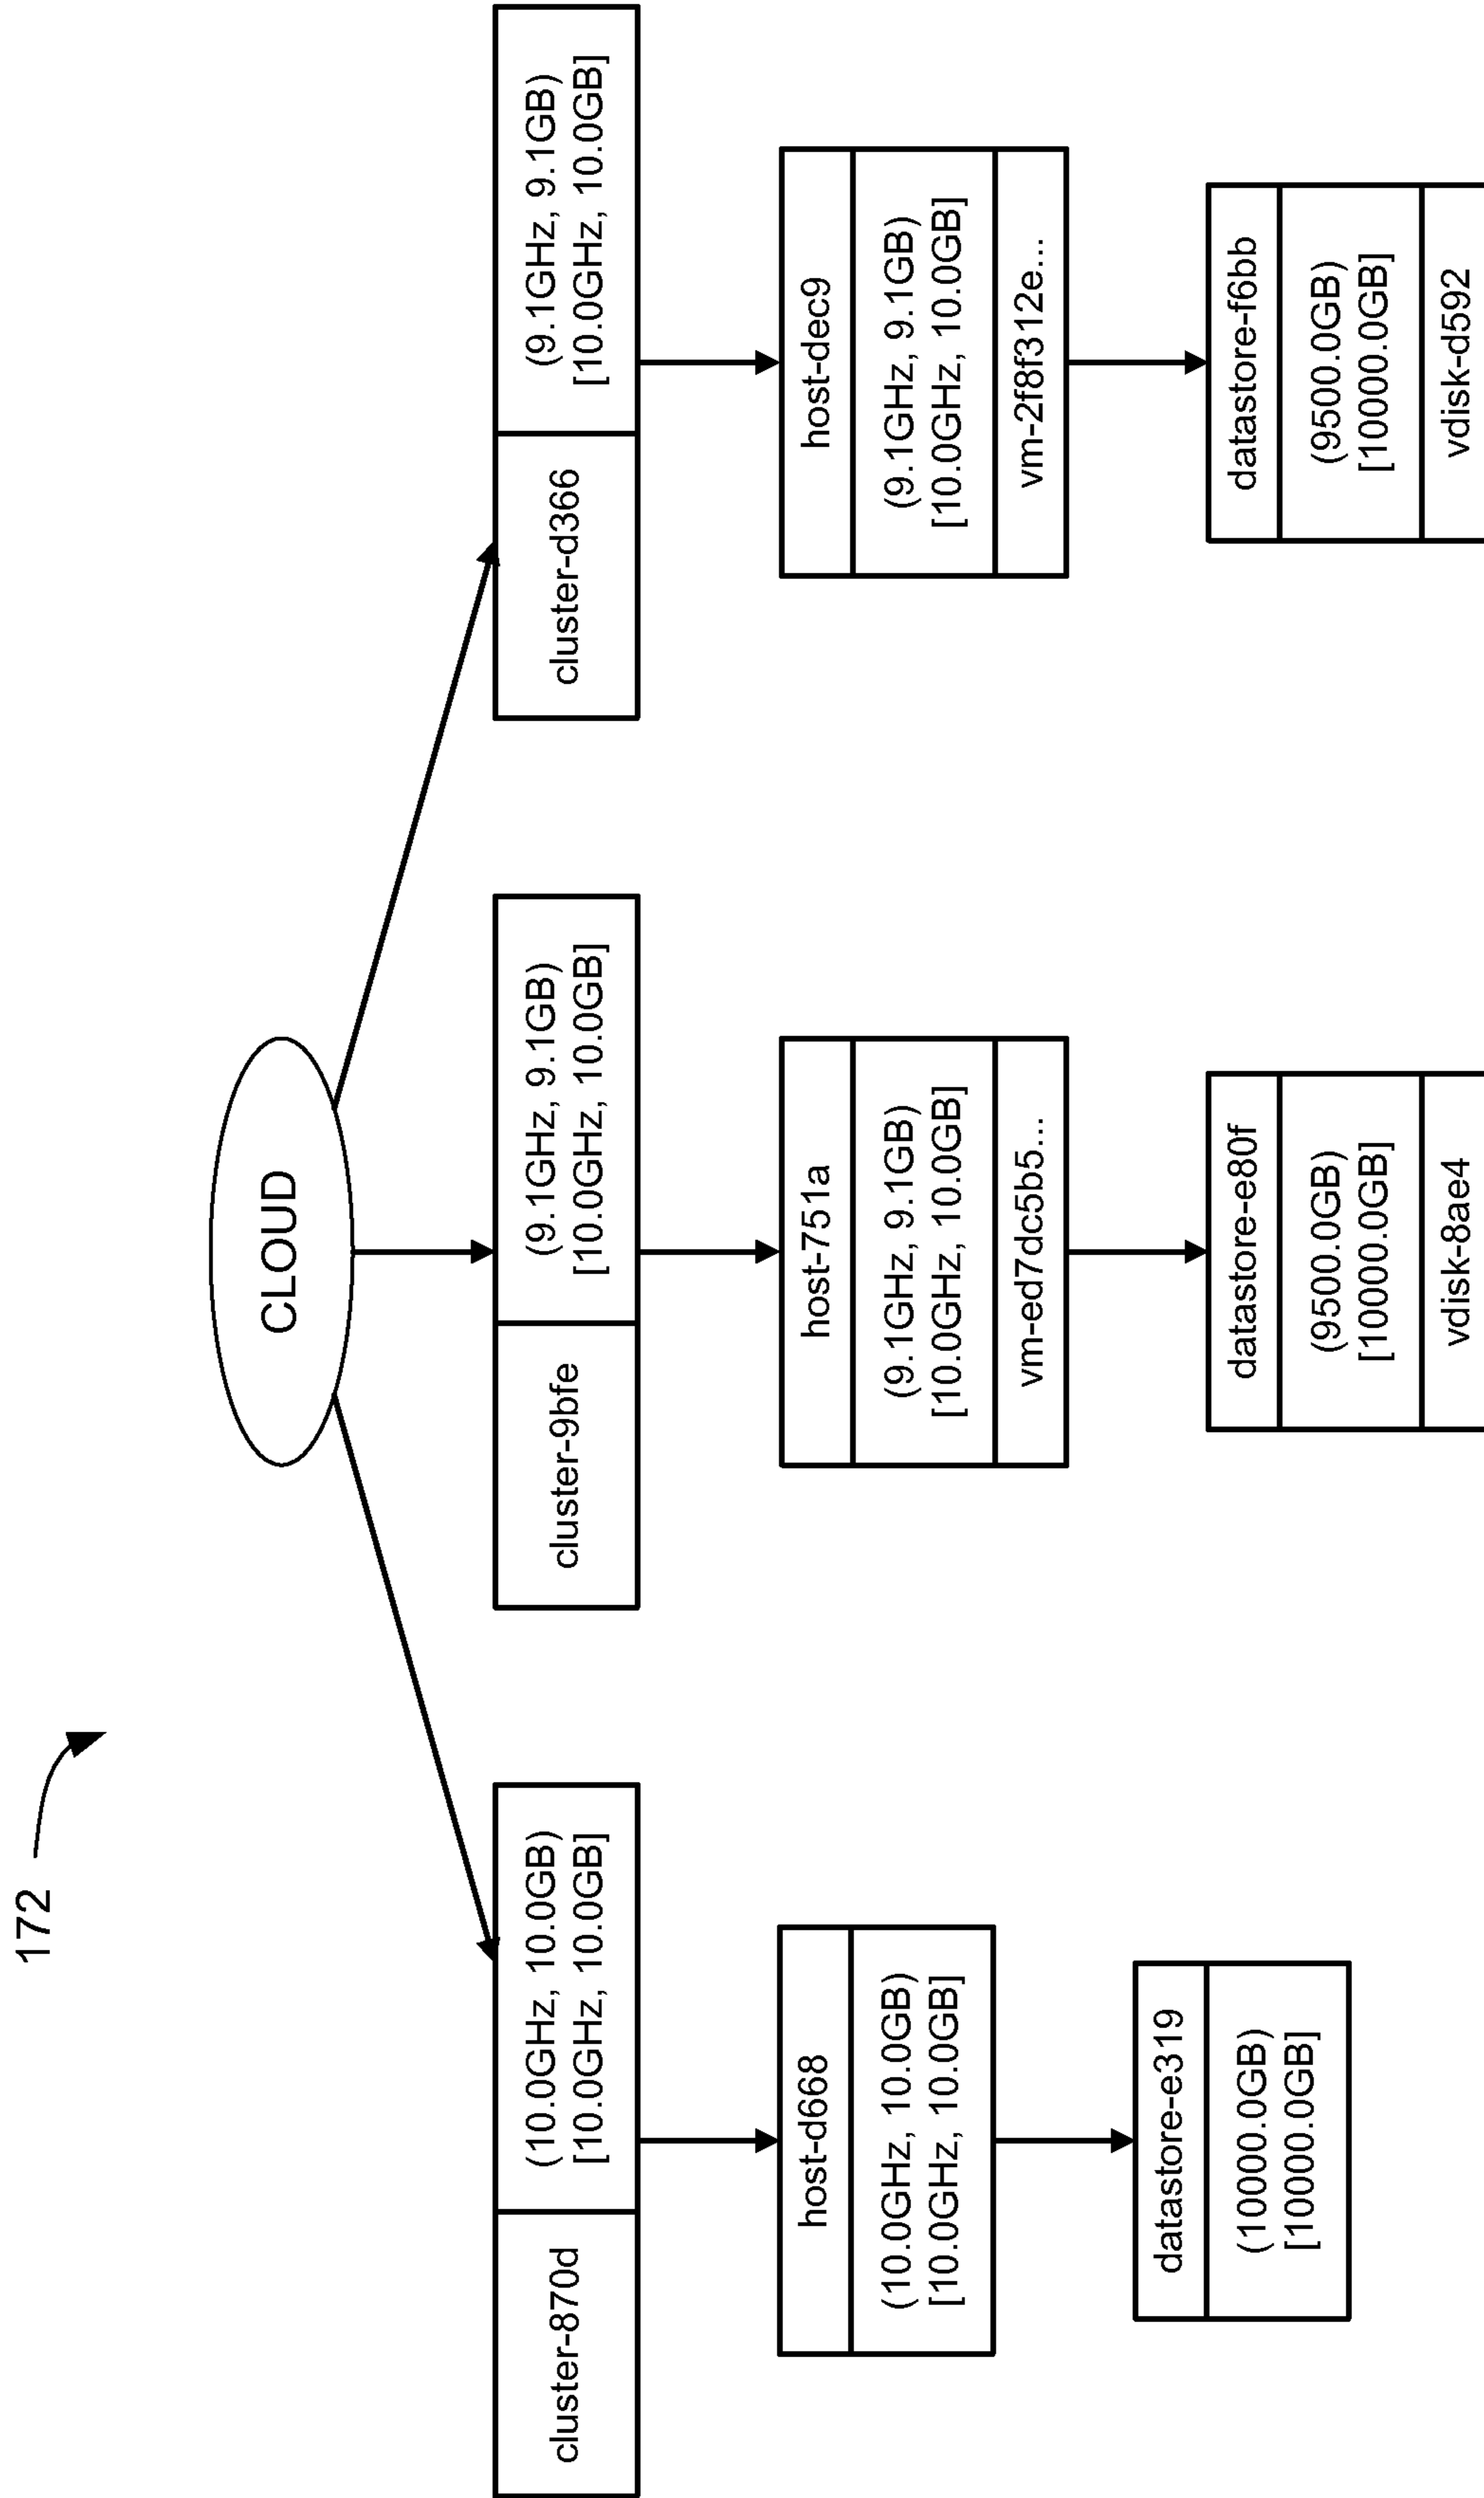 172
CLOUD
cluster-870d
(10.0GHz, 10.0GB)
[10.0GHz, 10.0GB]
cluster-9bfe
(9.1GHz, 9.1GB)
[10.0GHz, 10.0GB]
cluster-d366
(9.1GHz, 9.1GB)
[10.0GHz, 10.0GB]
host-d668
(10.0GHz, 10.0GB)
[10.0GHz, 10.0GB]
host-751a
(9.1GHz, 9.1GB)
[10.0GHz, 10.0GB]
vm-ed7dc5b5...
host-dec9
(9.1GHz, 9.1GB)
[10.0GHz, 10.0GB]
vm-2f8f312e...
datastore-e319
(10000.0GB)
[10000.0GB]
datastore-e80f
(9500.0GB)
[10000.0GB]
vdisk-8ae4
datastore-f6bb
(9500.0GB)
[10000.0GB]
vdisk-d592